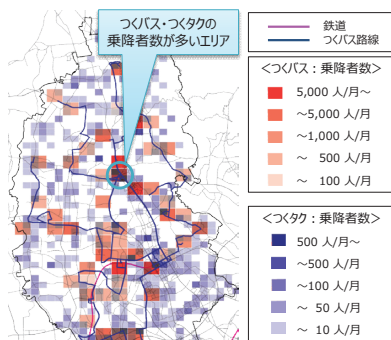 つくバス・つくタクの
乗降者数が多いエリア
鉄道
つくバス路線
＜つくバス：乗降者数＞
5,000 人/月～
～5,000 人/月
～1,000 人/月
～ 500 人/月
～ 100 人/月
＜つくタク：乗降者数＞
500 人/月～
～500 人/月
～100 人/月
～ 50 人/月
～ 10 人/月